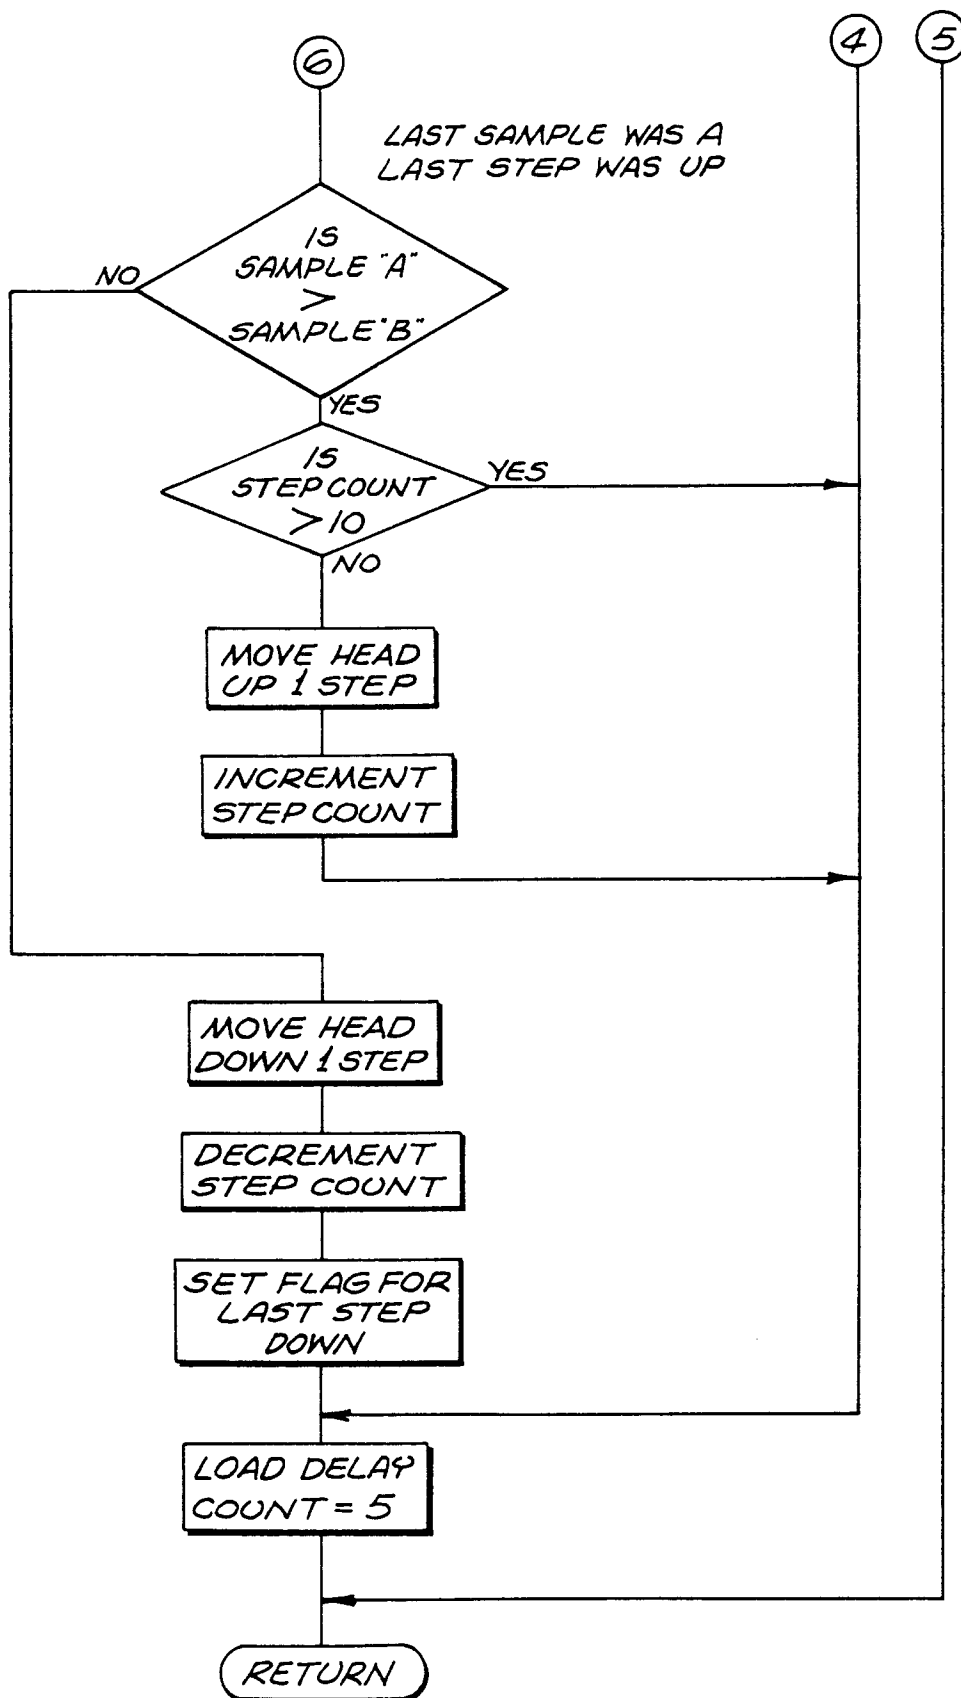 6
4
5
LAST SAMPLE WAS A
LAST STEP WAS UP
IS
SAMPLE "A"
>
SAMPLE "B"
NO
YES
IS
STEP COUNT
> 10
YES
NO
MOVE HEAD
UP 1 STEP
INCREMENT
STEP COUNT
MOVE HEAD
DOWN 1 STEP
DECREMENT
STEP COUNT
SET FLAG FOR
LAST STEP
DOWN
LOAD DELAY
COUNT = 5
RETURN